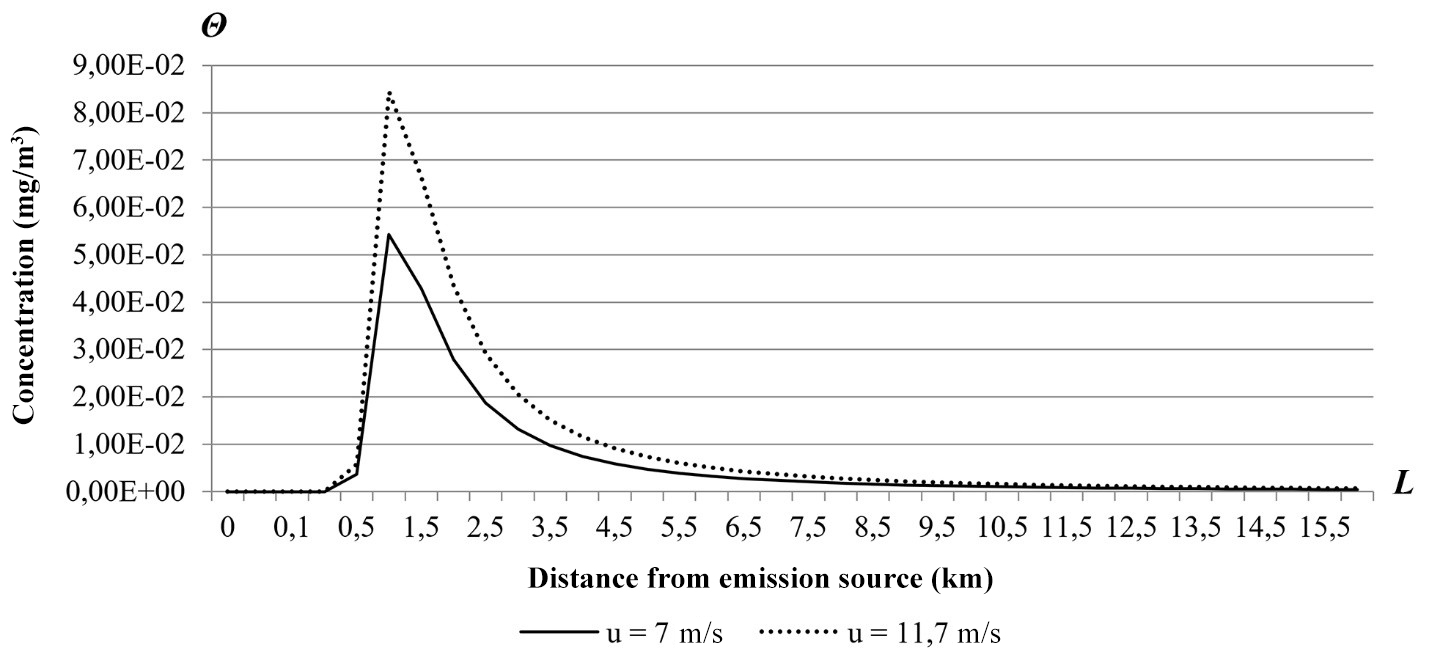 Θ
9,00E-02
8,00E-02
7,00E-02
6,00E-02
5,00E-02
4,00E-02
3,00E-02
2,00E-02
1,00E-02
0,00E+00
Concentration (mg/m³)
L
0 0,1 0,5 1,5 2,5 3,5 4,5 5,5 6,5 7,5 8,5 9,5 10,5 11,5 12,5 13,5 14,5 15,5
Distance from emission source (km)
u = 7 m/s u = 11,7 m/s